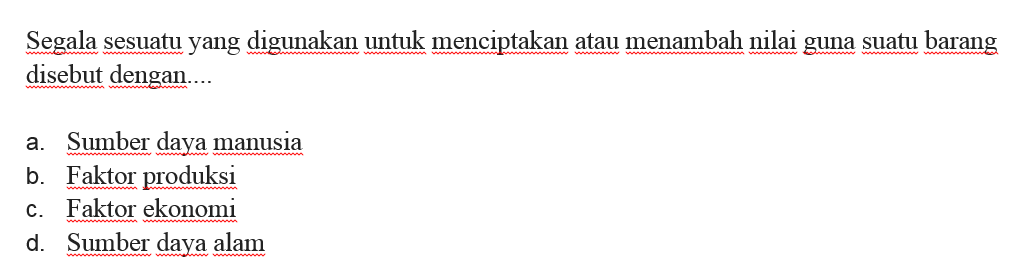 Segala sesuatu yang digunakan untuk menciptakan atau menambah nilai guna suatu barang
disebut dengan....
a. Sumber daya manusia
b. Faktor produksi
c. Faktor ekonomi
d. Sumber daya alam